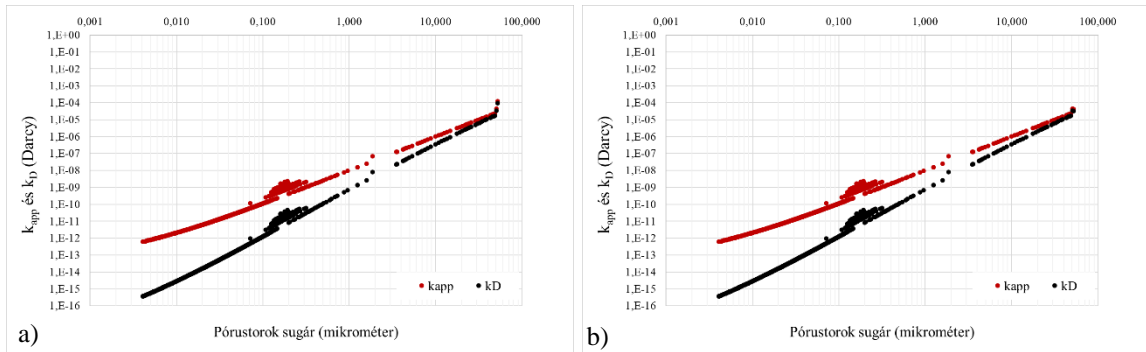 0,001 0,010 0,100 1,000 10,000 100,000
1,E+00
1,E-01
1,E-02
1,E-03
1,E-04
1,E-05
1,E-06
1,E-07
1,E-08
1,E-09
1,E-10
1,E-11
1,E-12
1,E-13
1,E-14
1,E-15
1,E-16
kapp és kD (Darcy)
kapp kD
a)
Pórustorok sugár (mikrométer)
0,001 0,010 0,100 1,000 10,000 100,000
1,E+00
1,E-01
1,E-02
1,E-03
1,E-04
1,E-05
1,E-06
1,E-07
1,E-08
1,E-09
1,E-10
1,E-11
1,E-12
1,E-13
1,E-14
1,E-15
1,E-16
kapp és kD (Darcy)
kapp kD
b)
Pórustorok sugár (mikrométer)